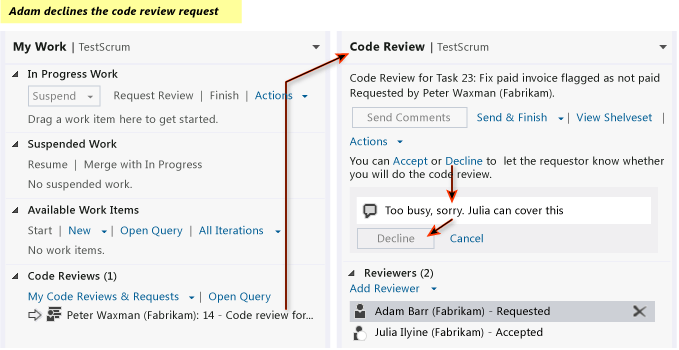 Adam declines the code review request
My Work | TestScrum
In Progress Work
Suspend Request Review | Finish | Actions
Drag a work item here to get started.
Suspended Work
Resume | Merge with In Progress
No suspended work.
Available Work Items
Start | New | Open Query | All Iterations
No work items.
Code Reviews (1)
My Code Reviews & Requests | Open Query
Peter Waxman (Fabrikam): 14 - Code review for...
Code Review | TestScrum
Code Review for Task 23: Fix paid invoice flagged as not paid
Requested by Peter Waxman (Fabrikam).
Send Comments Send & Finish | View Shelveset |
Actions
You can Accept or Decline to let the requestor know whether
you will do the code review.
Too busy, sorry. Julia can cover this
Decline Cancel
Reviewers (2)
Add Reviewer
Adam Barr (Fabrikam) - Requested
Julia Ilyine (Fabrikam) - Accepted